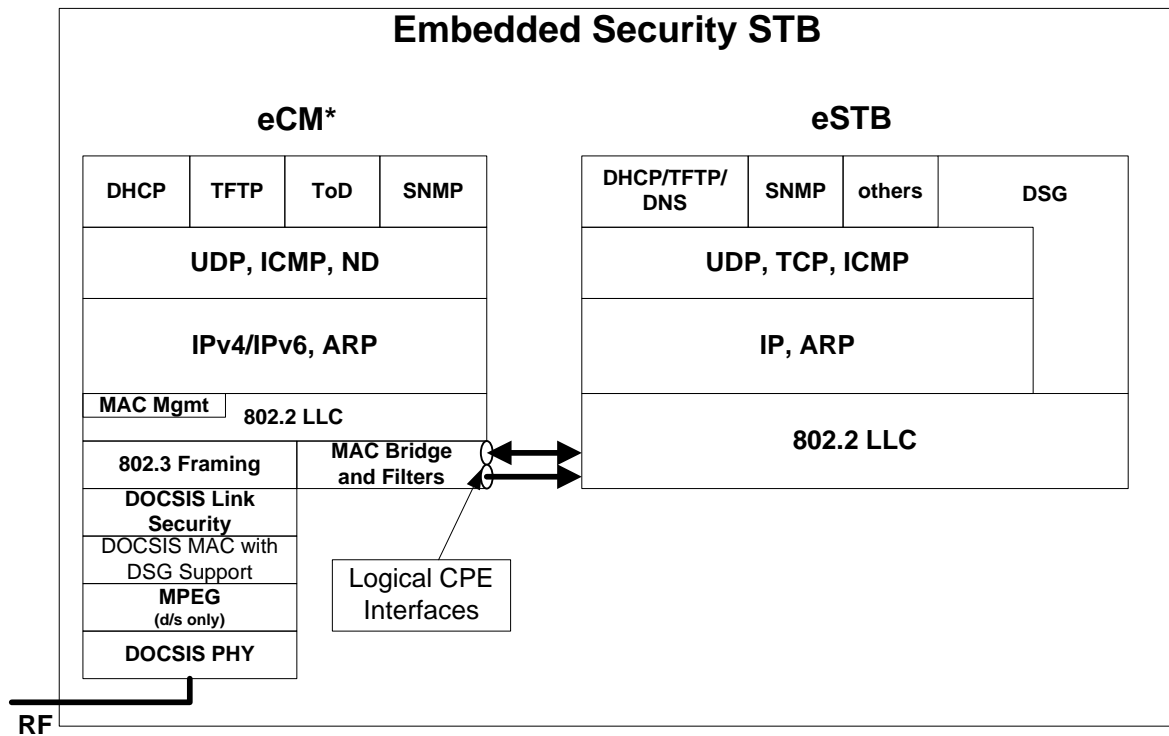 Embedded Security STB
eCM*
eSTB
DHCP
TFTP
ToD
SNMP
DHCP/TFTP/
DNS
SNMP
others
DSG
UDP, ICMP, ND
UDP, TCP, ICMP
IPv4/IPv6, ARP
IP, ARP
MAC Mgmt
802.2 LLC
802.2 LLC
802.3 Framing
MAC Bridge
and Filters
DOCSIS Link
Security
DOCSIS MAC with
DSG Support
Logical CPE
Interfaces
MPEG
(d/s only)
DOCSIS PHY
RF